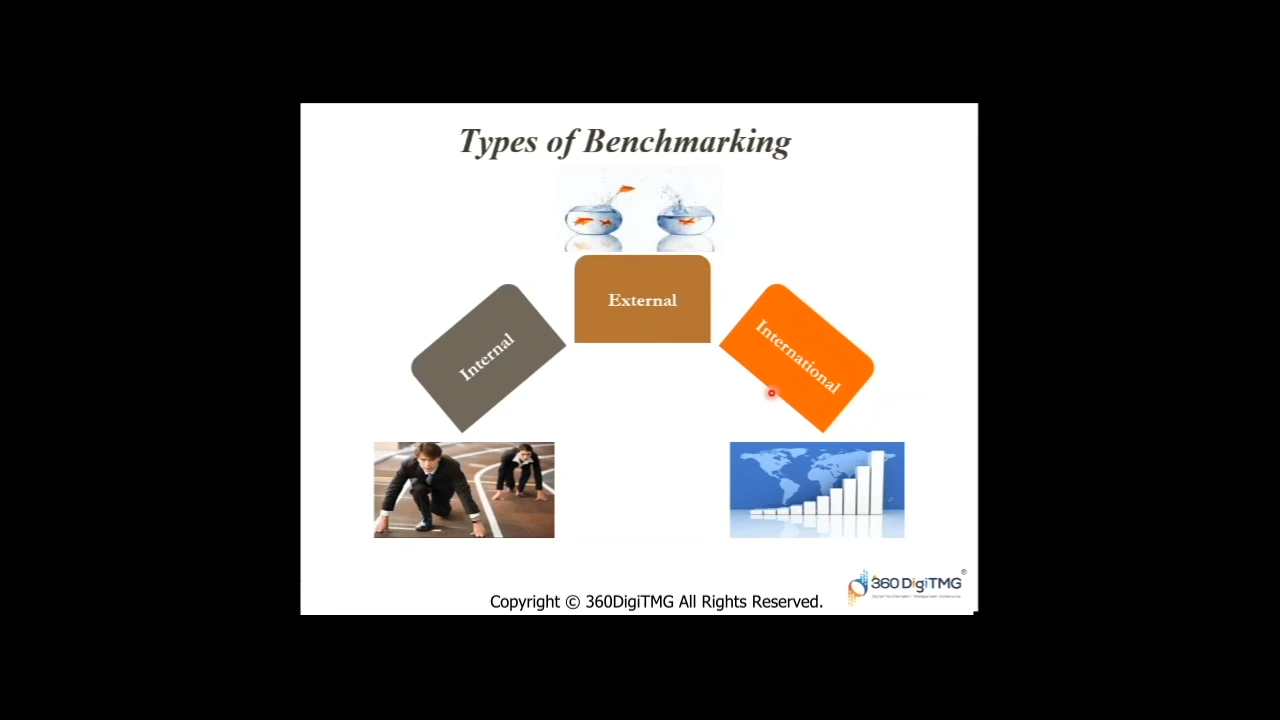 Types of Benchmarking
External
Internal
International
360DigiTMG®
Copyright © 360DigiTMG All Rights Reserved.